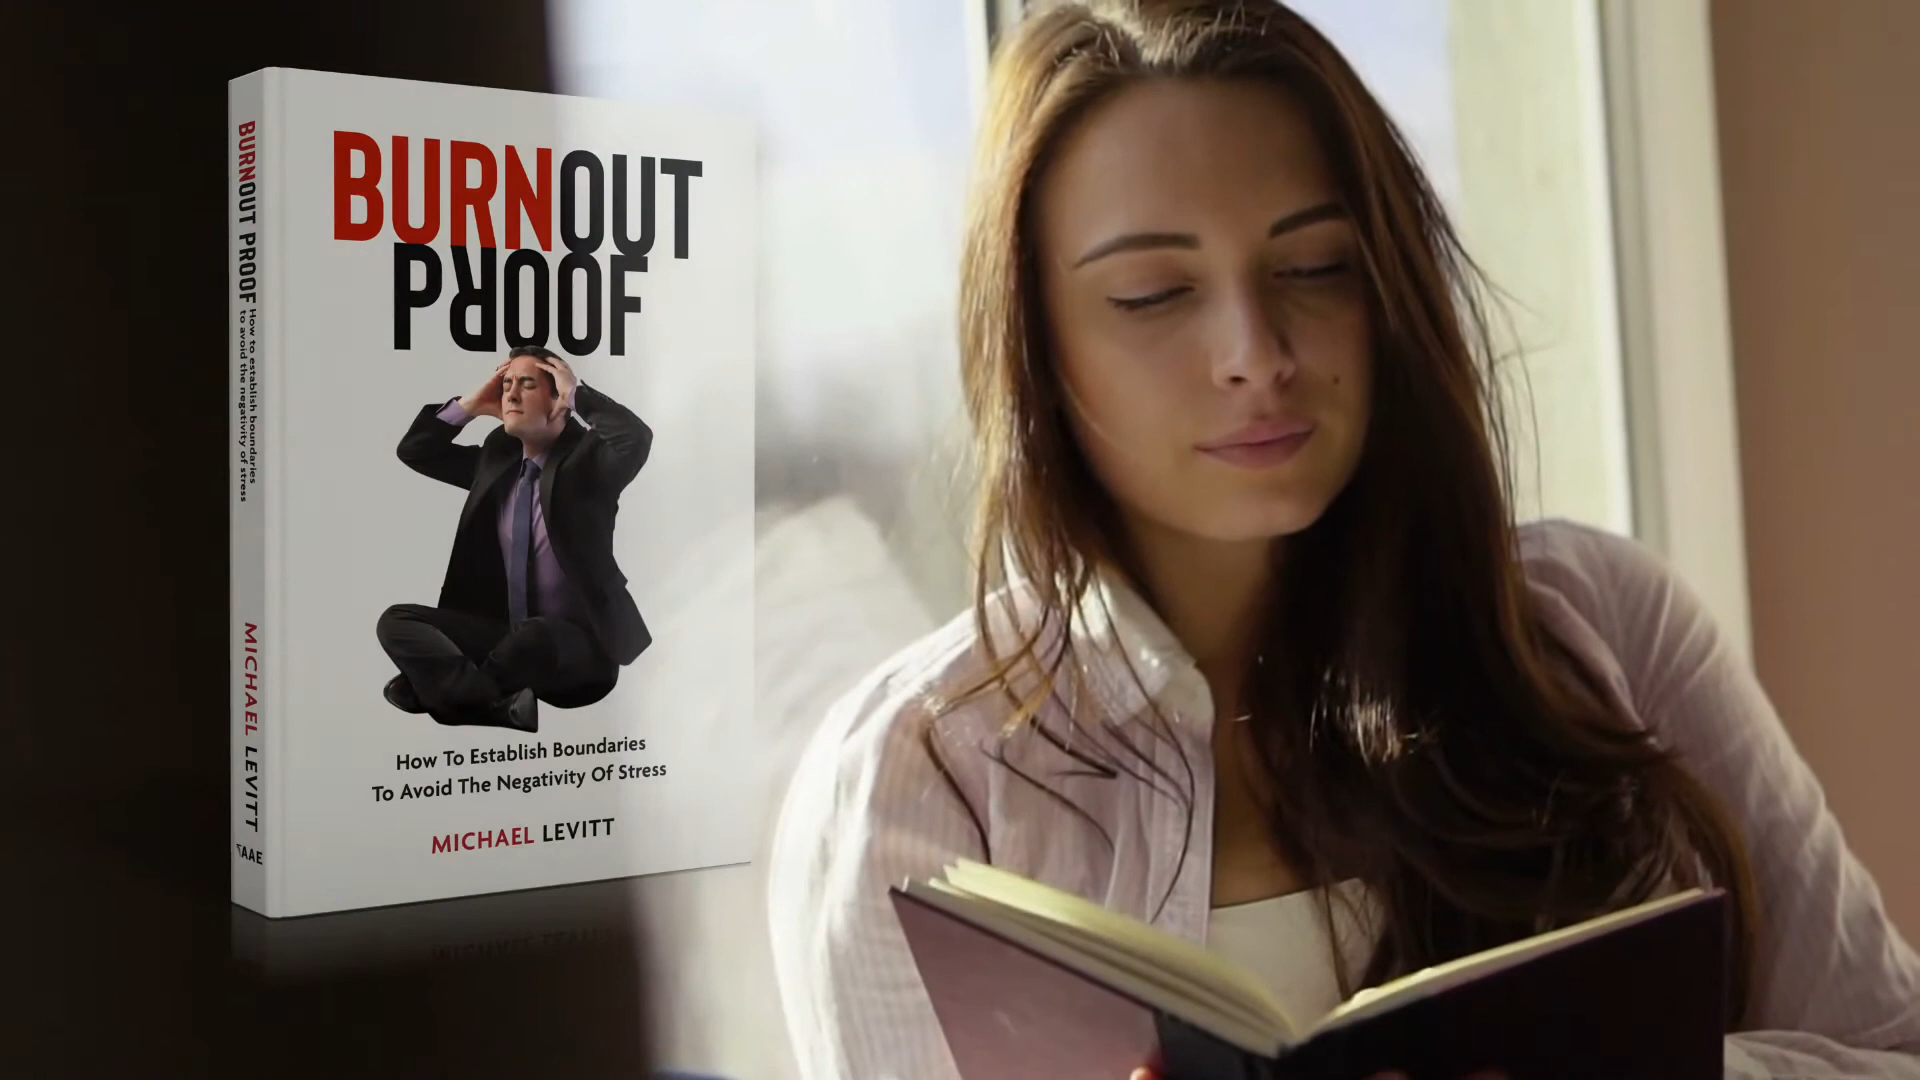 BURNOUT
PROOF
How To Establish Boundaries
To Avoid The Negativity Of Stress
MICHAEL LEVITT
BURNOUT PROOF
How to establish boundaries
to avoid the negativity of stress
MICHAEL LEVITT